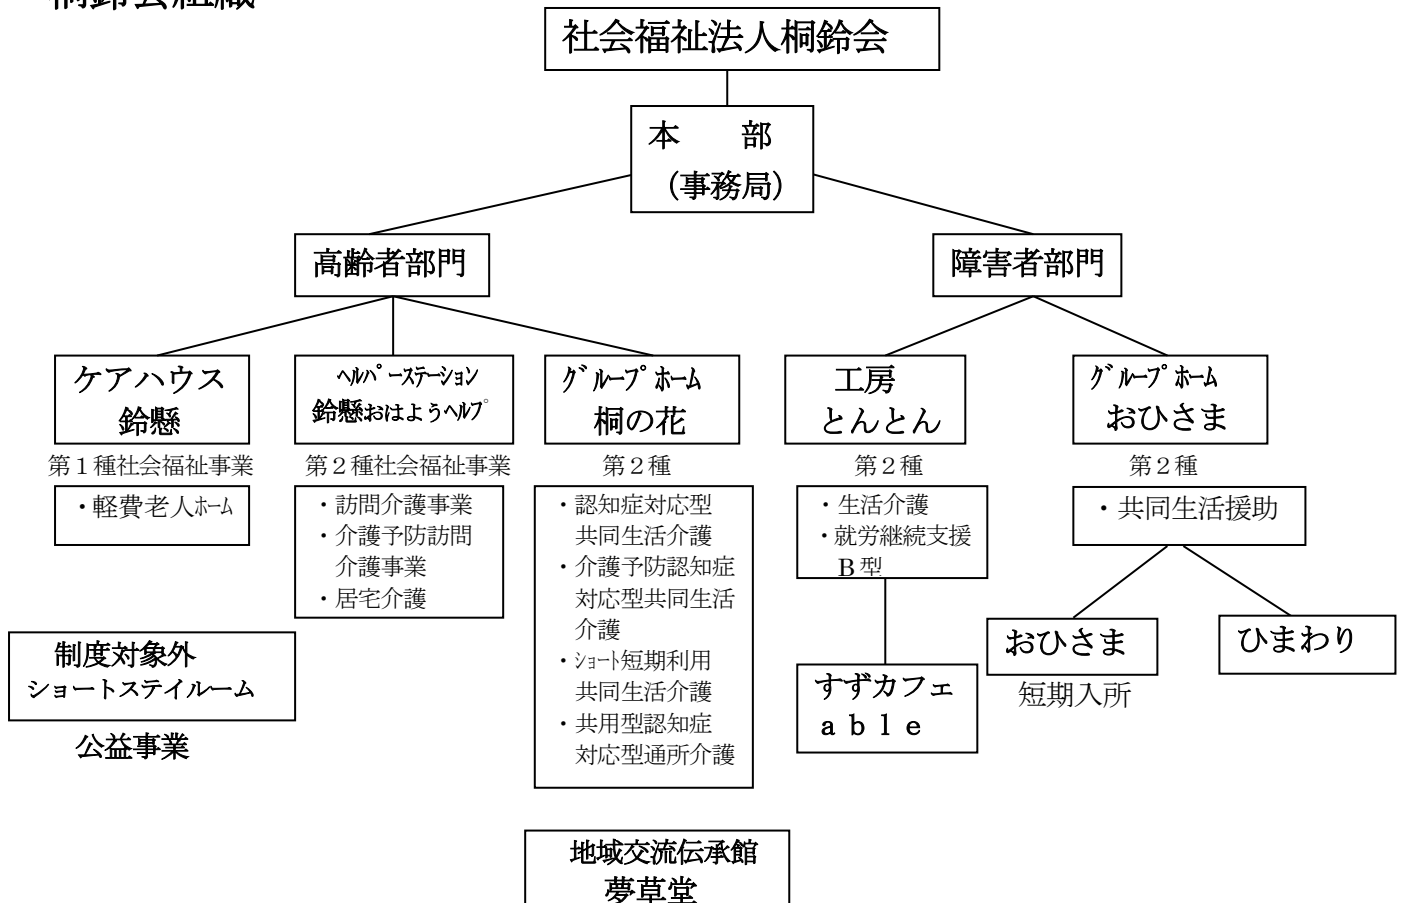 桐鈴会組織
社会福祉法人桐鈴会
本　　部
（事務局）
高齢者部門
障害者部門
ケアハウス
鈴懸
第１種社会福祉事業
・軽費老人ﾎｰﾑ
ﾍﾙﾊﾟｰｽﾃｰｼｮﾝ
鈴懸おはようﾍﾙﾌﾟ
第２種社会福祉事業
・訪問介護事業
・介護予防訪問
介護事業
・居宅介護
ｸﾞﾙｰﾌﾟﾎｰﾑ
桐の花
第２種
・認知症対応型
共同生活介護
・介護予防認知症
対応型共同生活
介護
・ｼｮｰﾄ短期利用
共同生活介護
・共用型認知症
対応型通所介護
工房
とんとん
第２種
・生活介護
・就労継続支援
Ｂ型
すずカフェ
ａｂｌｅ
ｸﾞﾙｰﾌﾟﾎｰﾑ
おひさま
第２種
・共同生活援助
おひさま
短期入所
ひまわり
制度対象外
ショートステイルーム
公益事業
地域交流伝承館
夢草堂